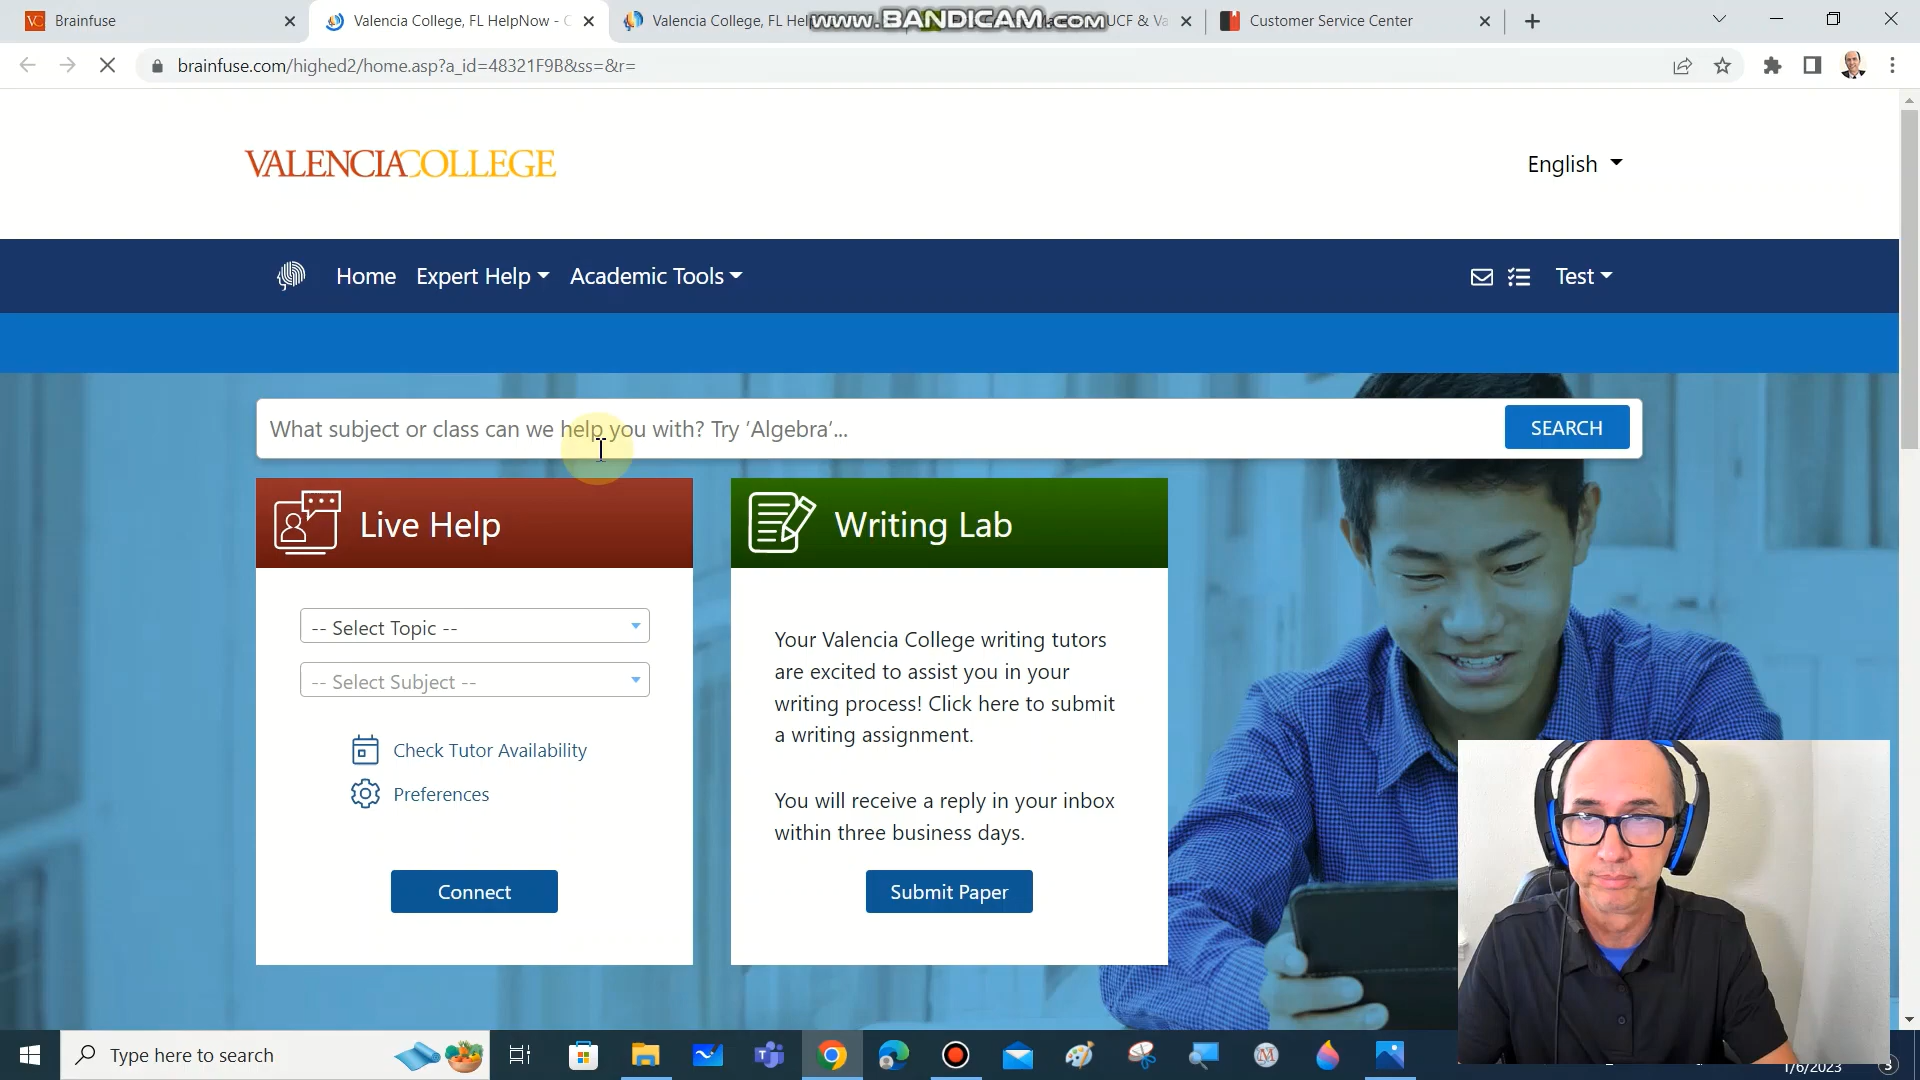 Brainfuse
Valencia College, FL HelpNow - C
Valencia College, FL Hel
www.BANDICAM.com
UCF & Va
Customer Service Center
brainfuse.com/highed2/home.asp?a_id=48321F9B&ss=&r=
VALENCIACOLLEGE
English
Home
Expert Help
Academic Tools
Test
What subject or class can we help you with? Try ‘Algebra’...
SEARCH
Live Help
-- Select Topic --
-- Select Subject --
Check Tutor Availability
Preferences
Connect
Writing Lab
Your Valencia College writing tutors
are excited to assist you in your
writing process! Click here to submit
a writing assignment.
You will receive a reply in your inbox
within three business days.
Submit Paper
Type here to search
1/6/2023
3